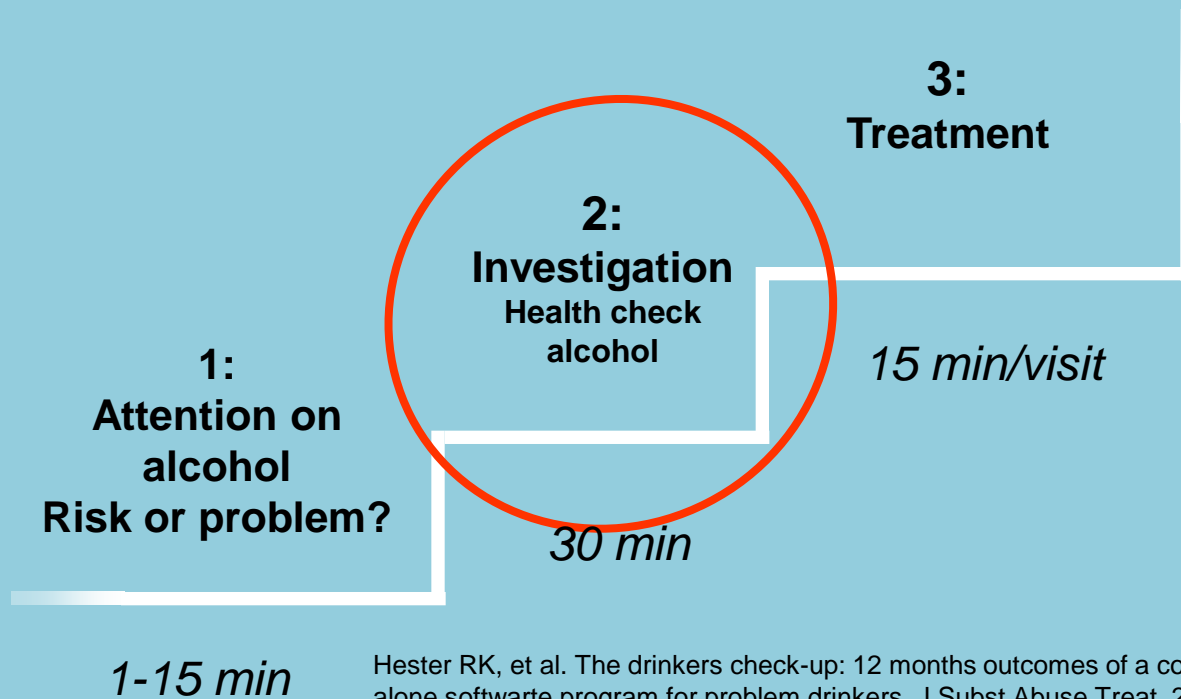 1:
Attention on
alcohol
Risk or problem?
1-15 min
2:
Investigation
Health check
alcohol
30 min
3:
Treatment
15 min/visit
Hester RK, et al. The drinkers check-up: 12 months outcomes of a
alone softwarte program for problem drinkers. J Subst Abuse Treat.